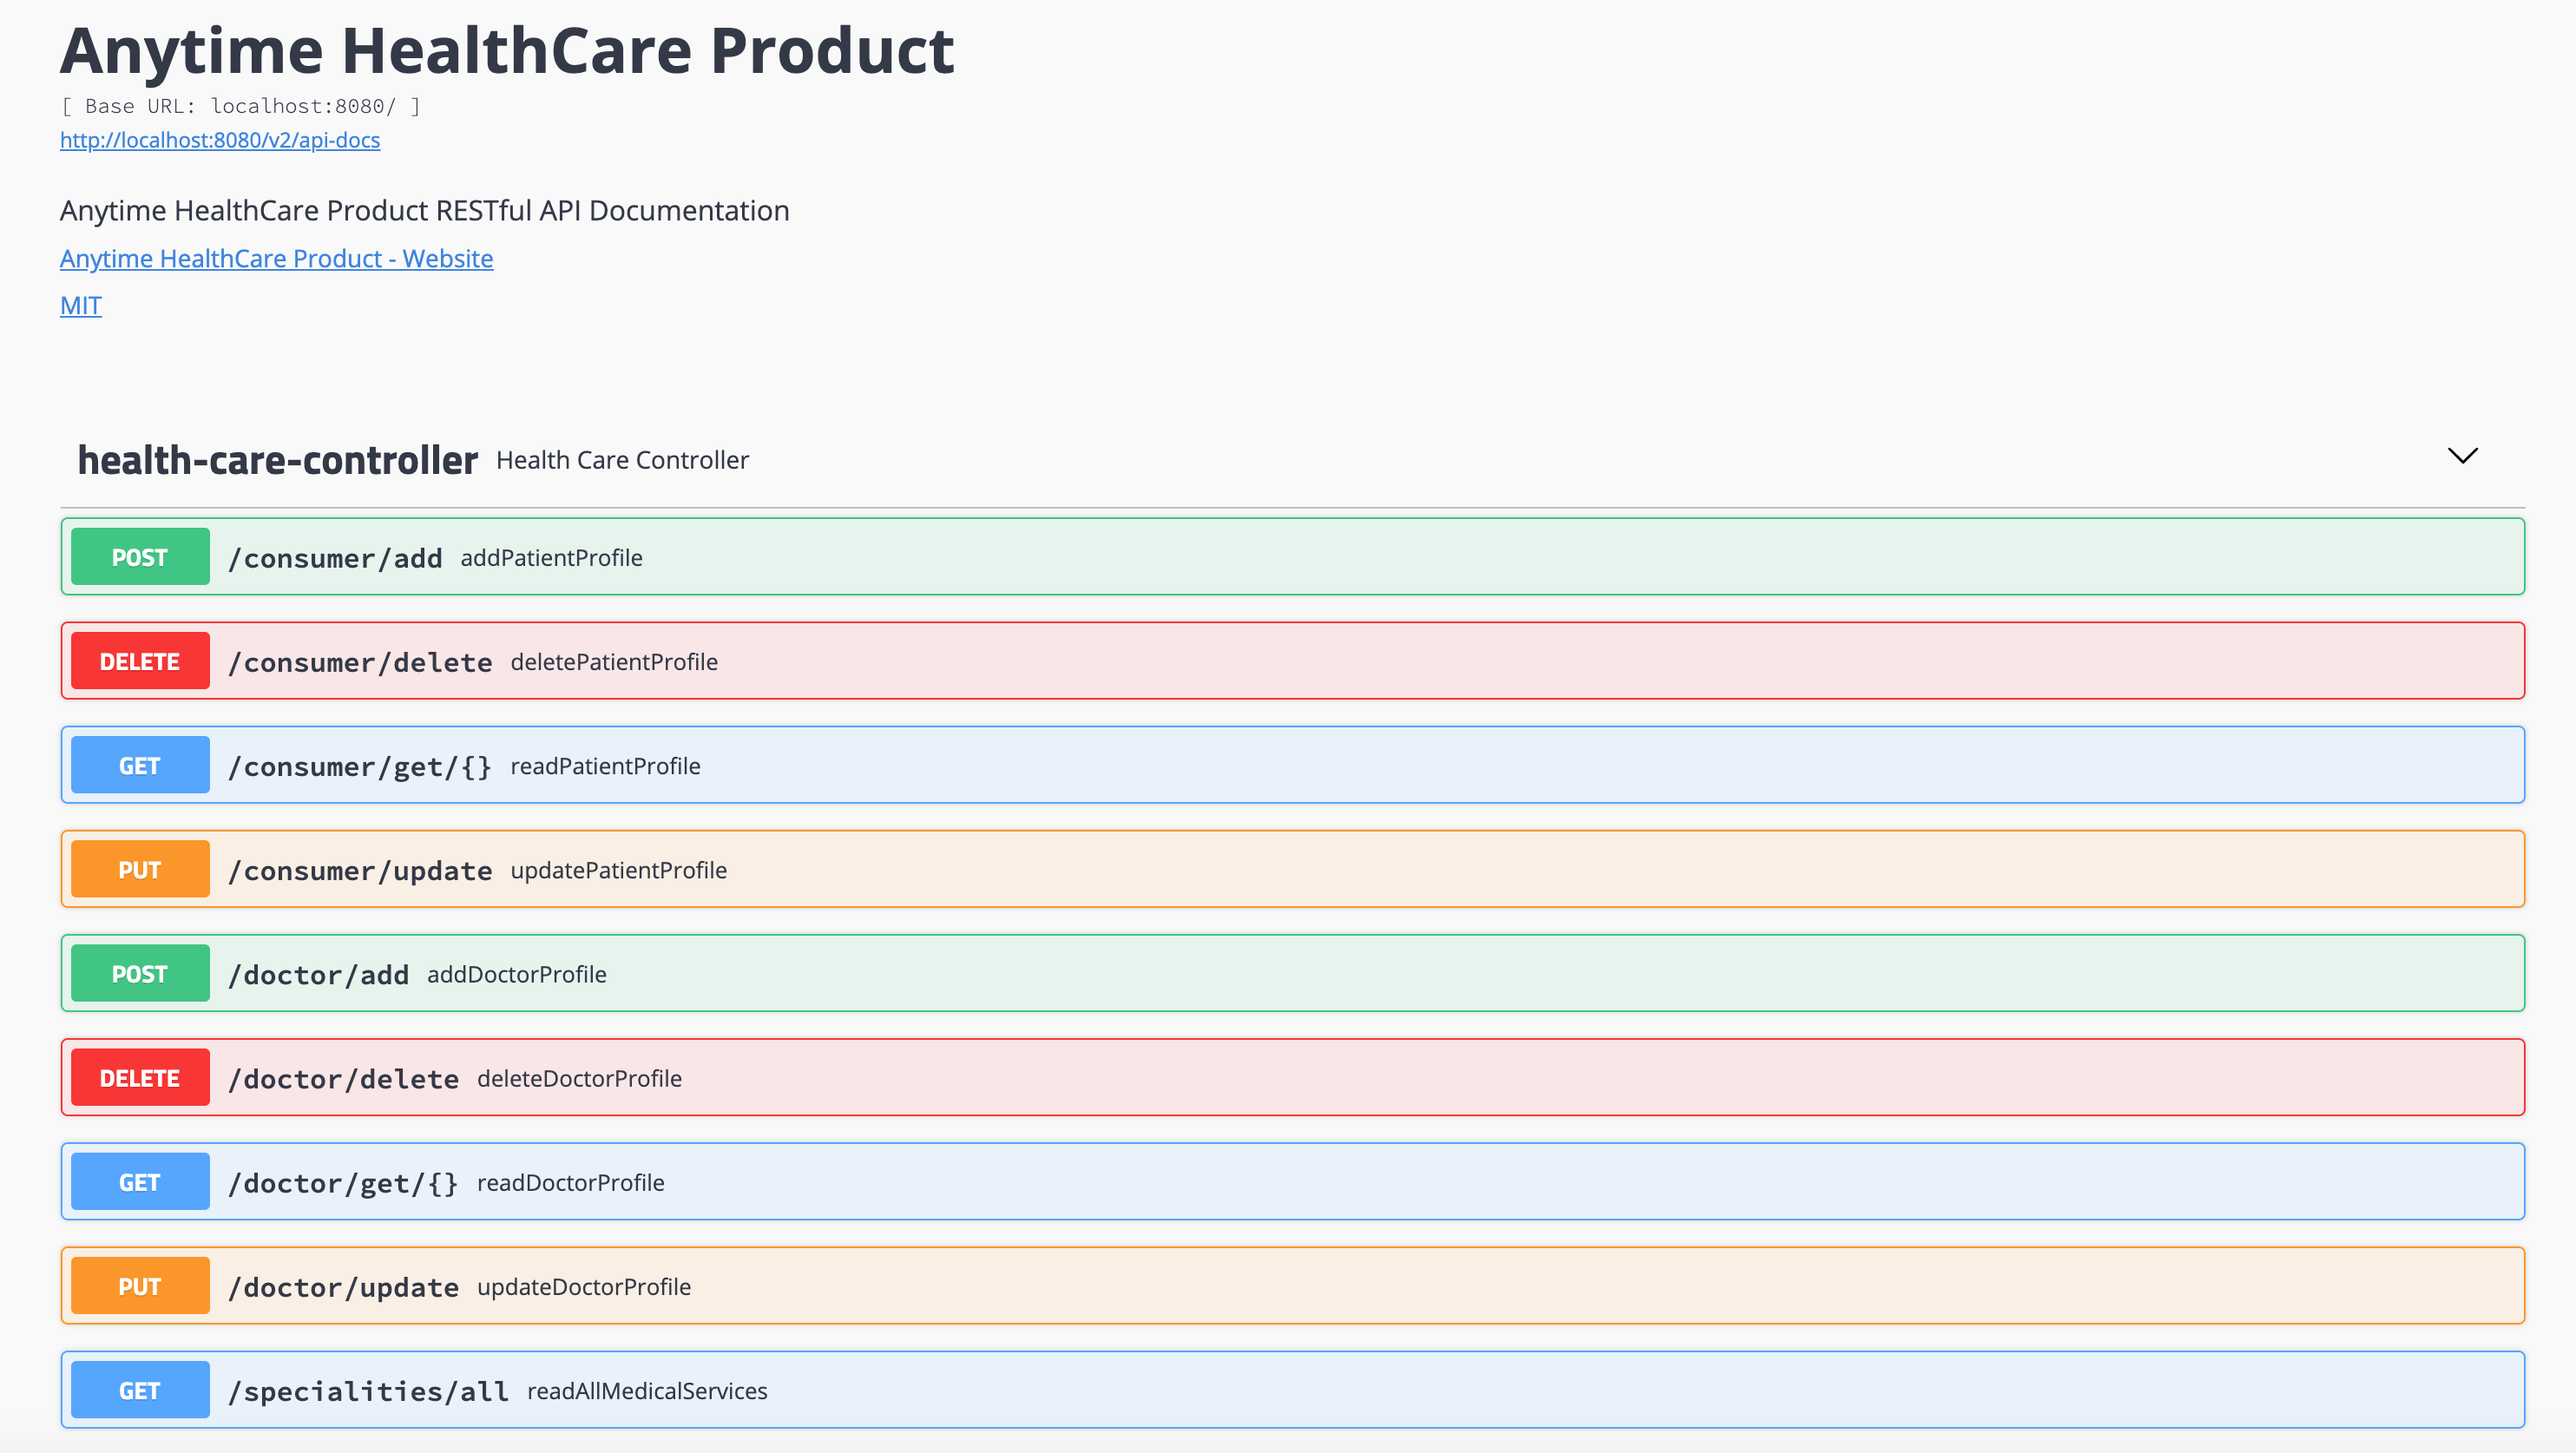 Anytime HealthCare Product
[ Base URL: localhost:8080/ ]
http://localhost:8080/v2/api-docs
Anytime HealthCare Product RESTful API Documentation
Anytime HealthCare Product - Website
MIT
health-care-controller Health Care Controller
POST /consumer/add addPatientProfile
DELETE /consumer/delete deletePatientProfile
GET /consumer/get/{} readPatientProfile
PUT /consumer/update updatePatientProfile
POST /doctor/add addDoctorProfile
DELETE /doctor/delete deleteDoctorProfile
GET /doctor/get/{} readDoctorProfile
PUT /doctor/update updateDoctorProfile
GET /specialities/all readAllMedicalServices